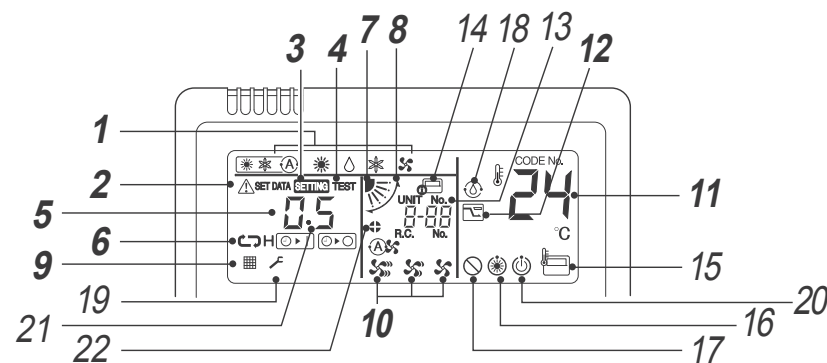 3 4 7 8 14 18 13 12
1
A
CODE No.
2
SET DATA SETTING TEST
24
11
UNIT No.
5
0.5
8-88
R.C. No.
°C
6
H
A
9
15
19
10
20
21
16
22
17